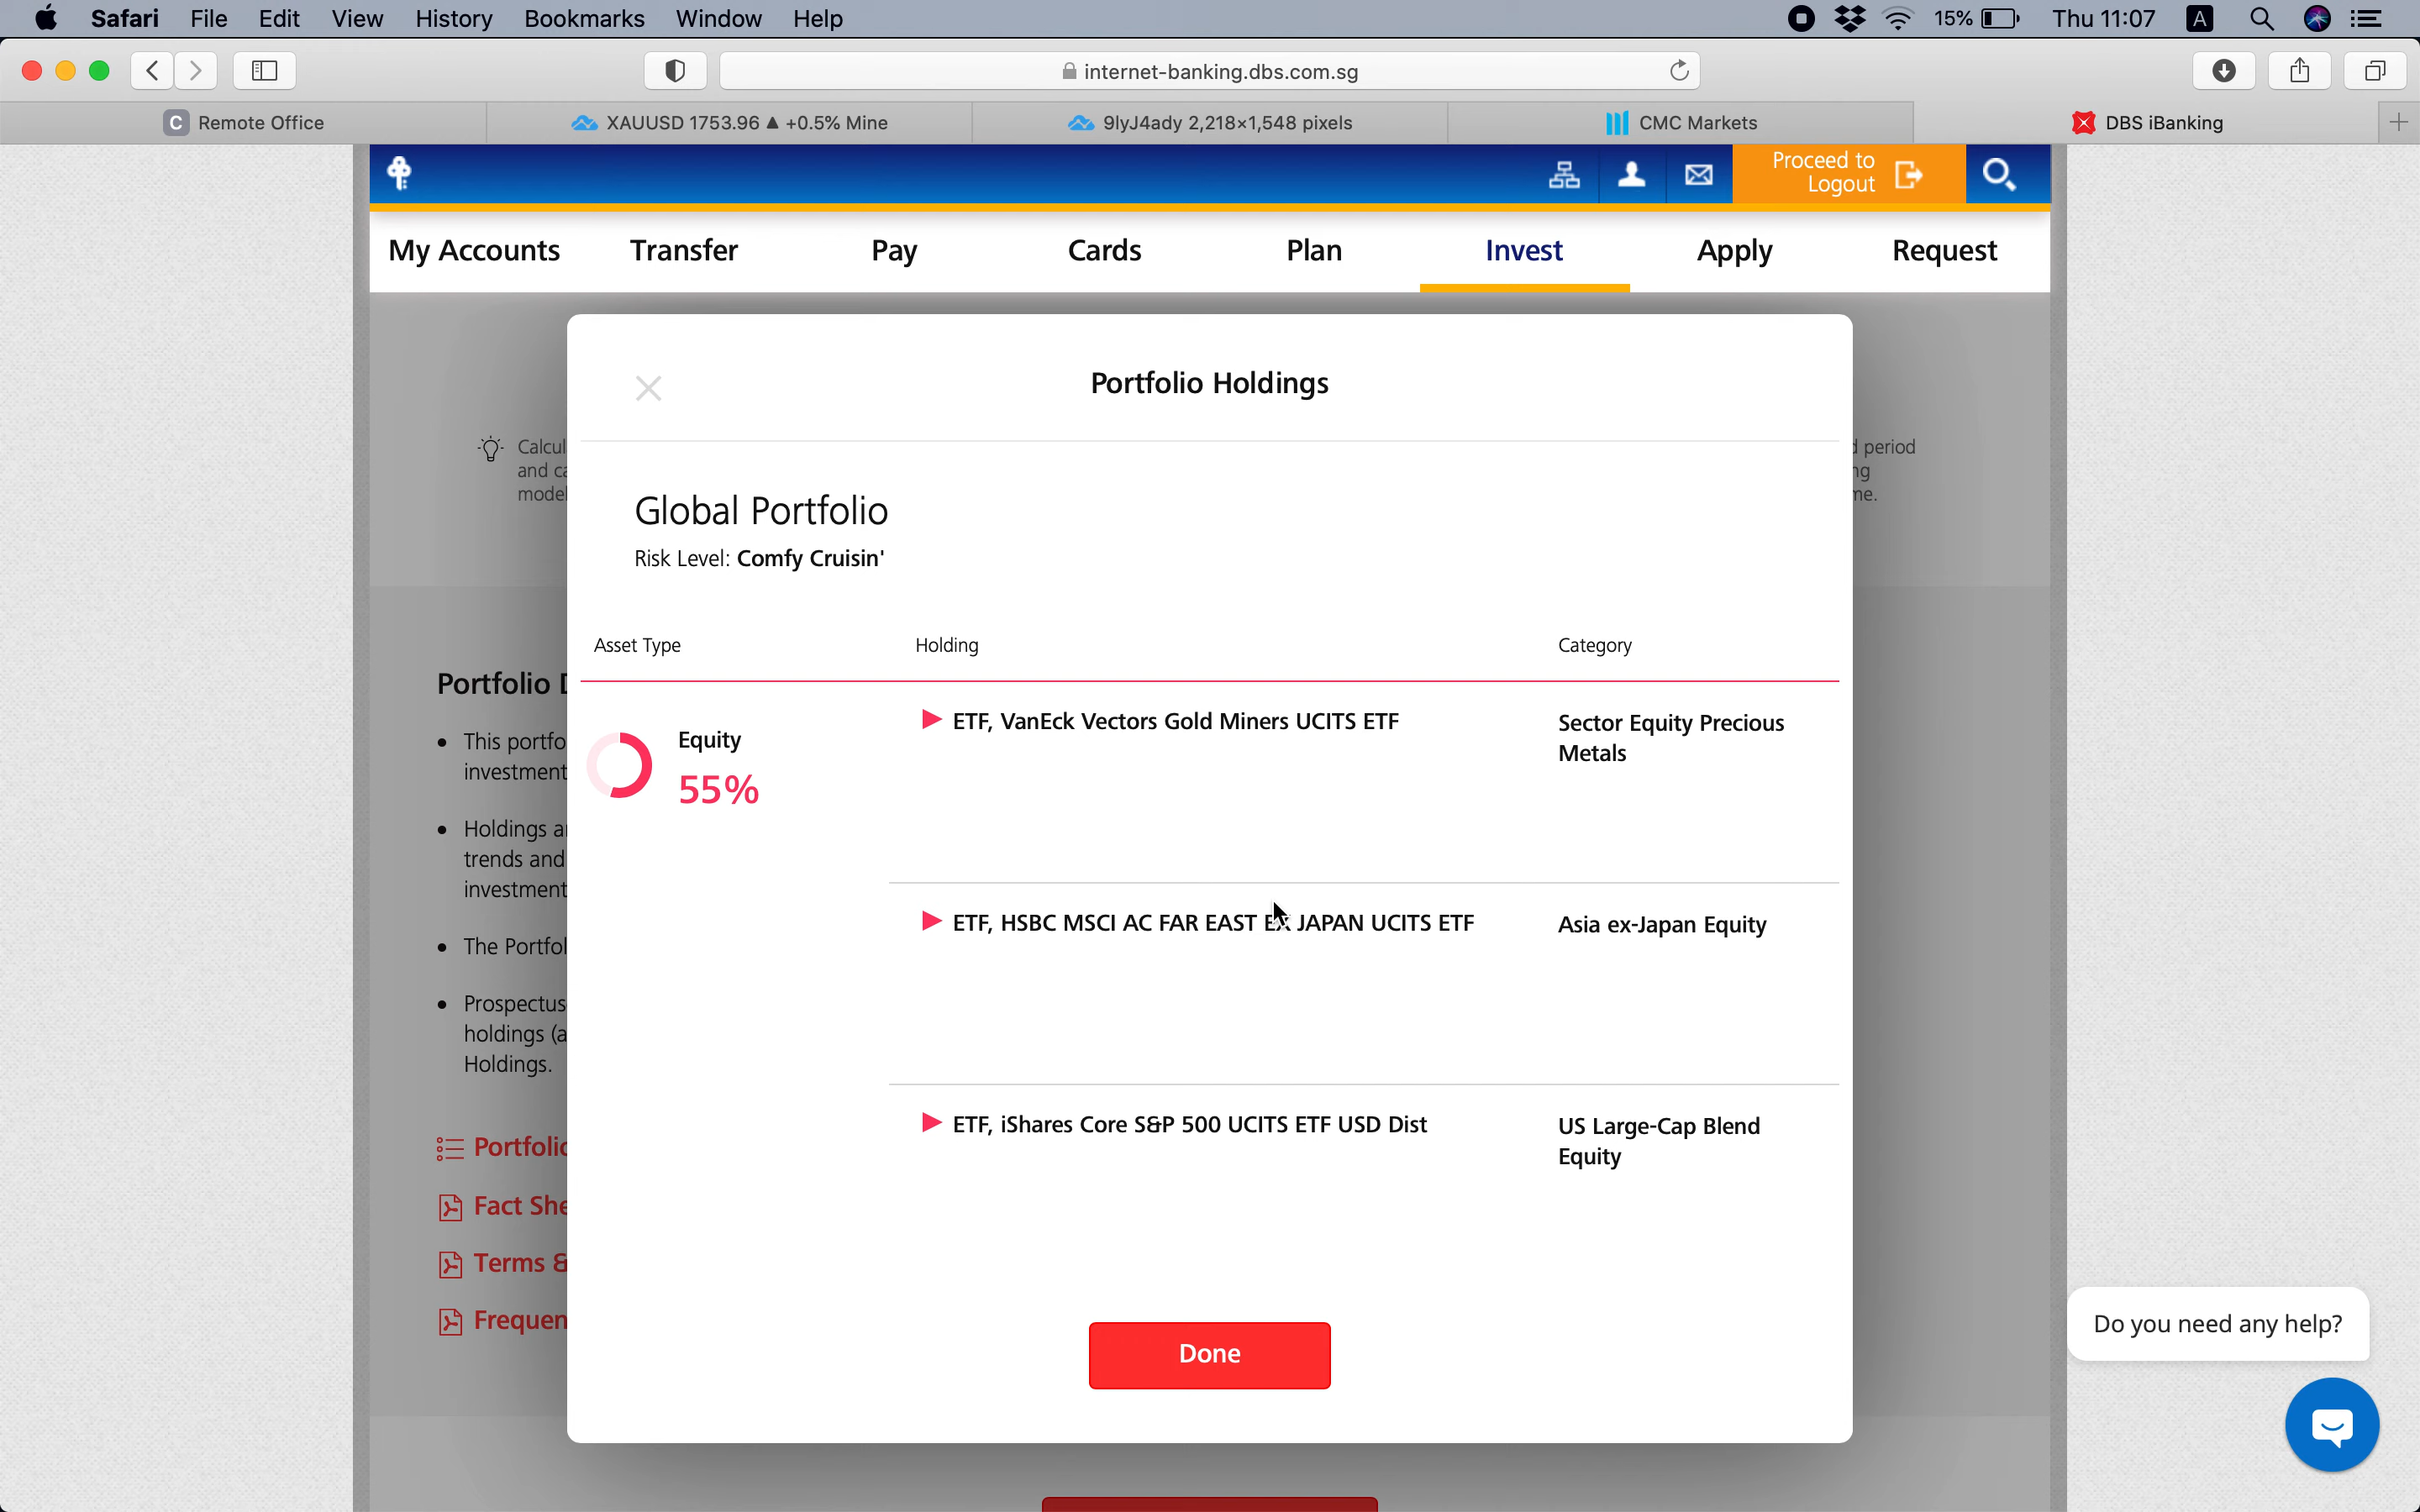 Safari File Edit View History Bookmarks Window Help 15% Thu 11:07 A
internet-banking.dbs.com.sg
C Remote Office XAUUSD 1753.96 ▲ +0.5% Mine 9lyJ4ady 2,218×1,548 pixels CMC Markets DBS iBanking
Proceed to
Logout
My Accounts Transfer Pay Cards Plan Invest Apply Request
Portfolio Holdings
Calcul
and ca
model
d period
ng
me.
Global Portfolio
Risk Level: Comfy Cruisin'
Asset Type Holding Category
Portfolio D
This portfo
investment
Holdings a
trends and
investment
The Portfol
Prospectus
holdings (a
Holdings.
Portfolio
Fact She
Terms &
Frequen
Equity
55%
ETF, VanEck Vectors Gold Miners UCITS ETF
Sector Equity Precious
Metals
ETF, HSBC MSCI AC FAR EAST EX JAPAN UCITS ETF
Asia ex-Japan Equity
ETF, iShares Core S&P 500 UCITS ETF USD Dist
US Large-Cap Blend
Equity
Done
Do you need any help?